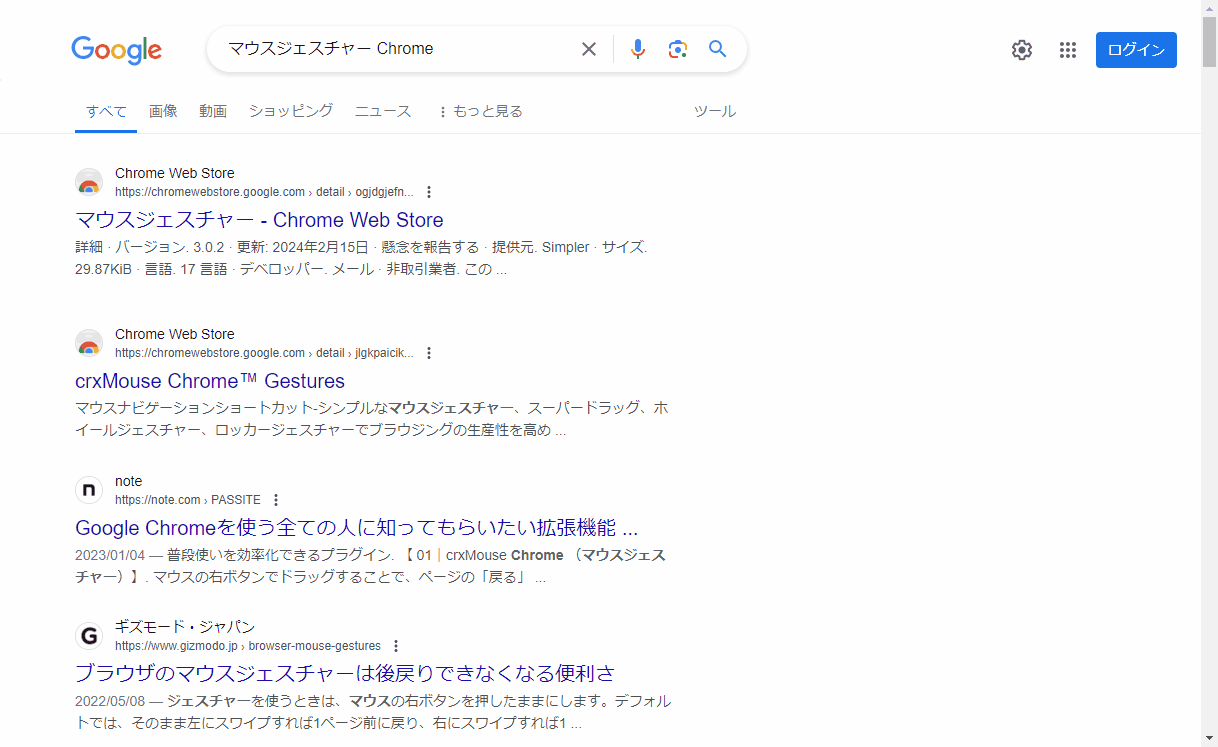 Google
マウスジェスチャー Chrome
ログイン
すべて 画像 動画 ショッピング ニュース もっと見る ツール
Chrome Web Store
https://chromewebstore.google.com › detail › ogjdgjefn...
マウスジェスチャー - Chrome Web Store
詳細 · バージョン. 3.0.2 · 更新: 2024年2月15日 · 懸念を報告する · 提供元. Simpler · サイズ.
29.87KiB · 言語. 17 言語 · デベロッパー. メール · 非取引業者. この ...
Chrome Web Store
https://chromewebstore.google.com › detail › jlgkpaicik...
crxMouse Chrome™ Gestures
マウスナビゲーションショートカット-シンプルなマウスジェスチャー、スーパードラッグ、ホ
イールジェスチャー、ロッカージェスチャーでブラウジングの生産性を高め ...
note
https://note.com › PASSITE
Google Chromeを使う全ての人に知ってもらいたい拡張機能 ...
2023/01/04 — 普段使いを効率化できるプラグイン. 【 01｜crxMouse Chrome （マウスジェス
チャー）】. マウスの右ボタンでドラッグすることで、ページの「戻る」 ...
G
ギズモード・ジャパン
https://www.gizmodo.jp › browser-mouse-gestures
ブラウザのマウスジェスチャーは後戻りできなくなる便利さ
2022/05/08 — ジェスチャーを使うときは、マウスの右ボタンを押したままにします。デフォル
トでは、そのまま左にスワイプすれば1ページ前に戻り、右にスワイプすれば1 ...